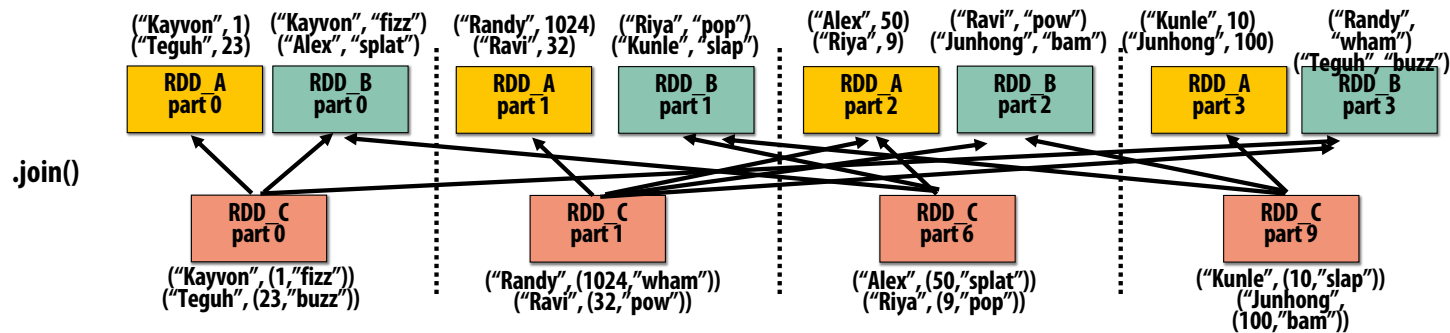 (“Kayvon”, 1)
(“Teguh”, 23)
(“Kayvon”, “fizz”)
(“Alex”, “splat”)
(“Randy”, 1024)
(“Ravi”, 32)
(“Riya”, “pop”)
(“Kunle”, “slap”)
(“Alex”, 50)
(“Riya”, 9)
(“Ravi”, “pow”)
(“Junhong”, “bam”)
(“Kunle”, 10)
(“Junhong”, 100)
(“Randy”,
“wham”)
(“Teguh”, “buzz”)
RDD_A
part 0
RDD_B
part 0
RDD_A
part 1
RDD_B
part 1
RDD_A
part 2
RDD_B
part 2
RDD_A
part 3
RDD_B
part 3
.join()
RDD_C
part 0
RDD_C
part 1
RDD_C
part 6
RDD_C
part 9
(“Kayvon”, (1,”fizz”))
(“Teguh”, (23,”buzz”))
(“Randy”, (1024,”wham”))
(“Ravi”, (32,”pow”))
(“Alex”, (50,”splat”))
(“Riya”, (9,”pop”))
(“Kunle”, (10,”slap”))
(“Junhong”,
(100,”bam”))